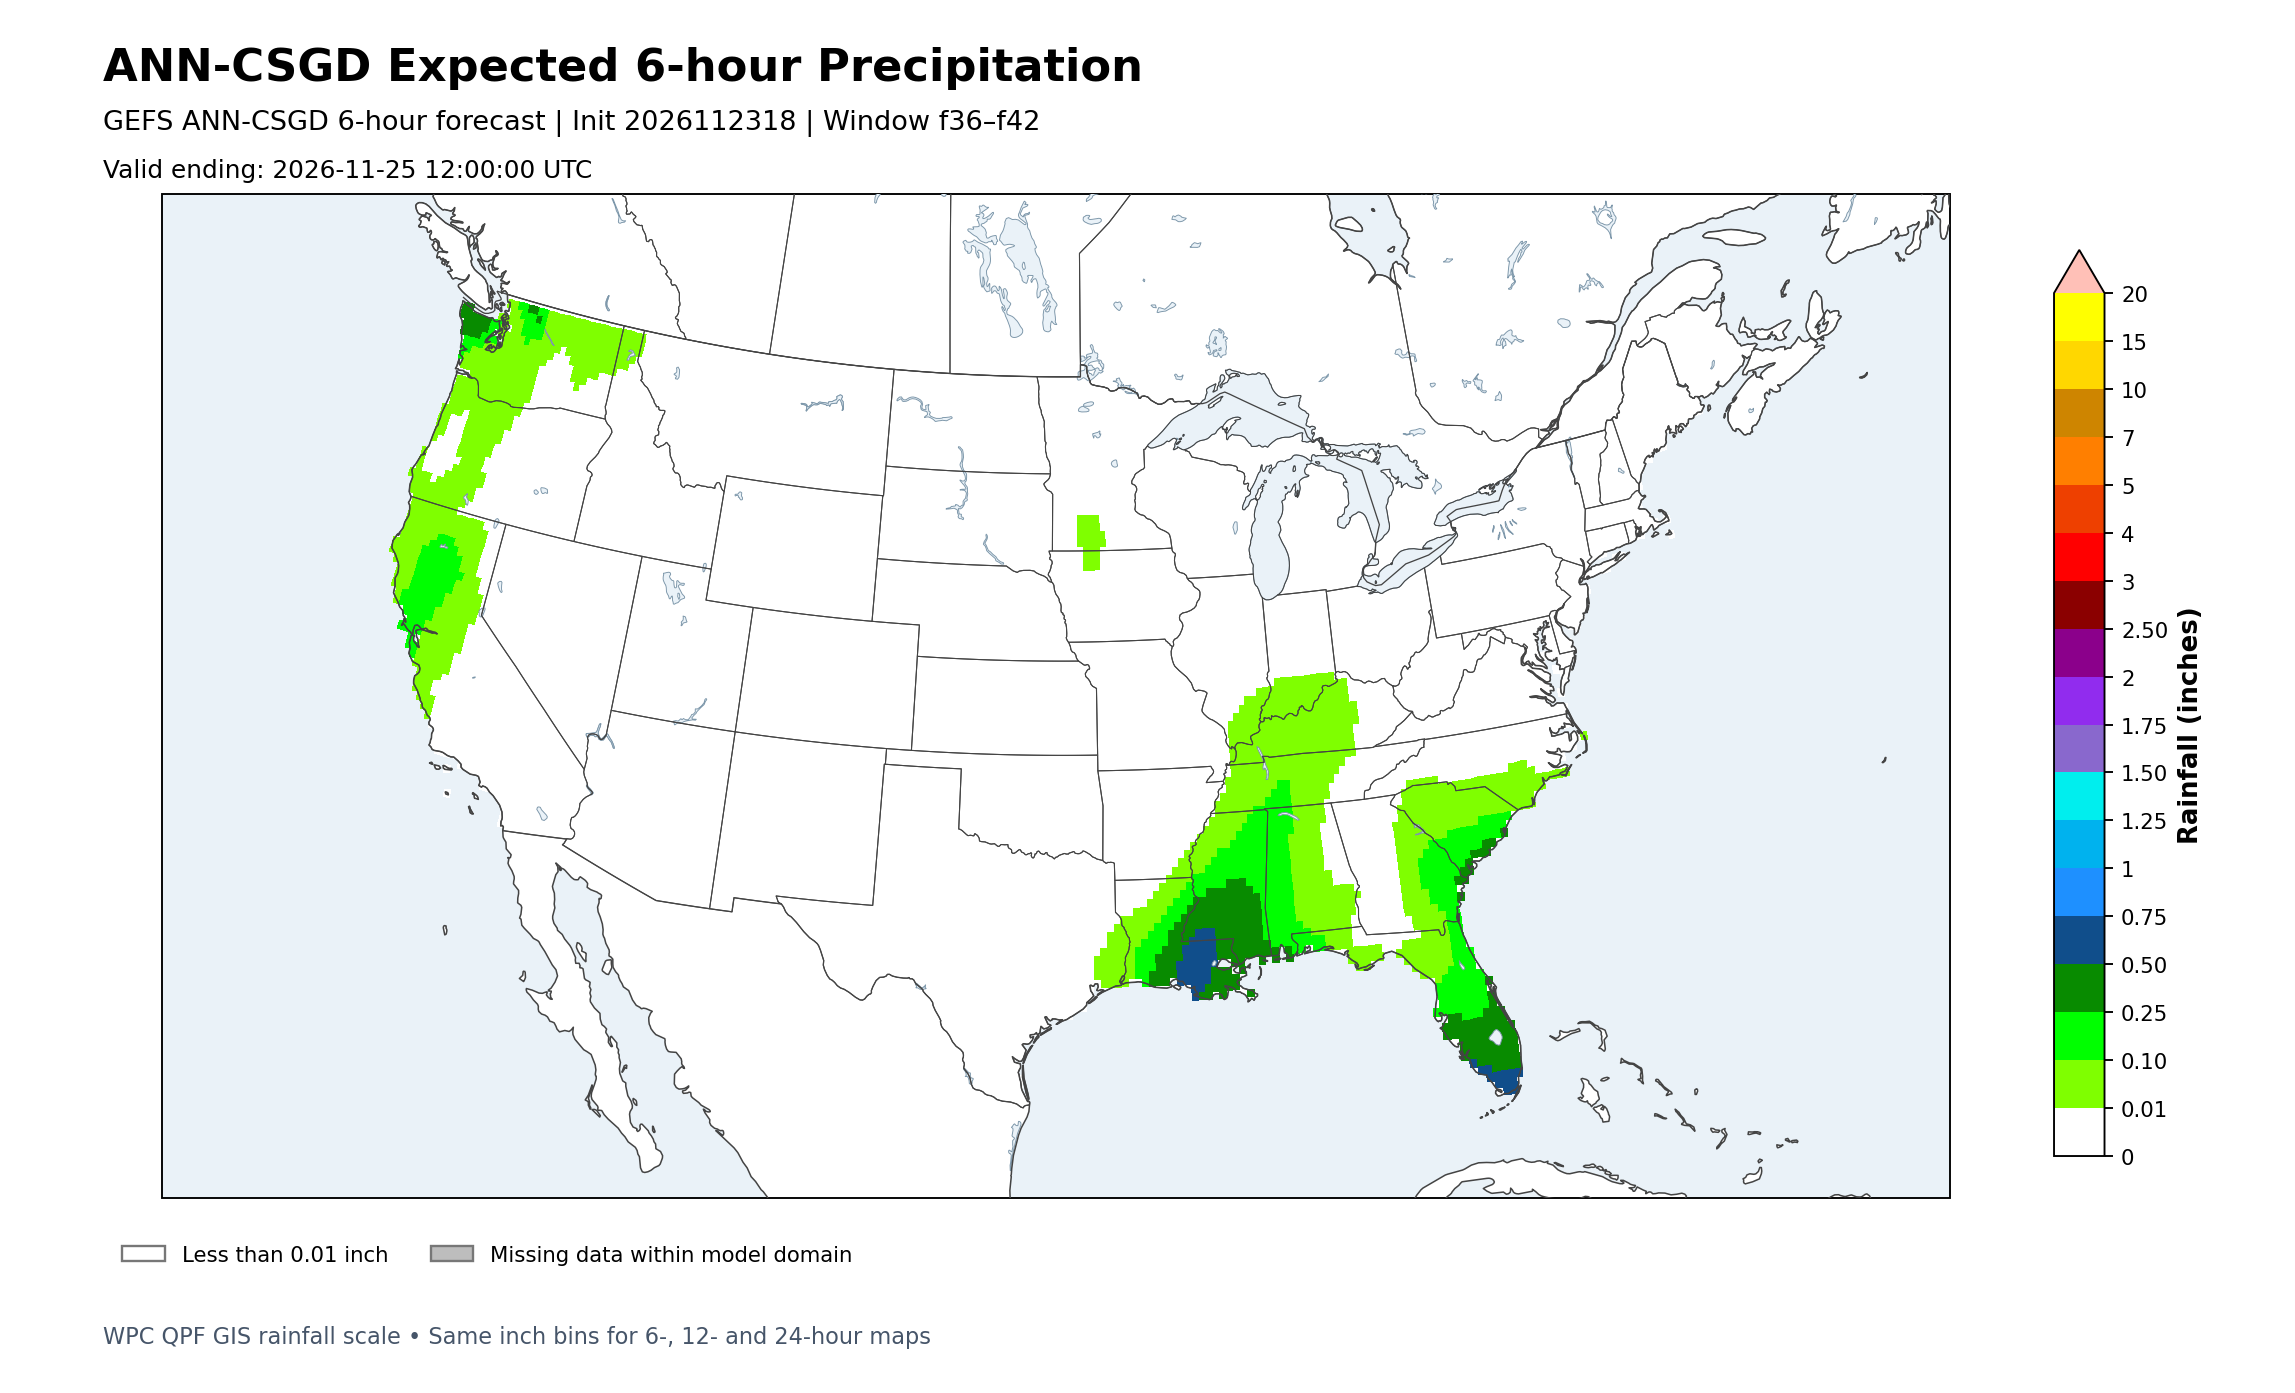 ANN-CSGD Expected 6-hour Precipitation
GEFS ANN-CSGD 6-hour forecast | Init 2026112318 | Window f36–f42
Valid ending: 2026-11-25 12:00:00 UTC
20
15
10
7
5
4
3
2.50
2
1.75
1.50
1.25
1
0.75
0.50
0.25
0.10
0.01
0
Rainfall (inches)
Less than 0.01 inch
Missing data within model domain
WPC QPF GIS rainfall scale • Same inch bins for 6-, 12- and 24-hour maps